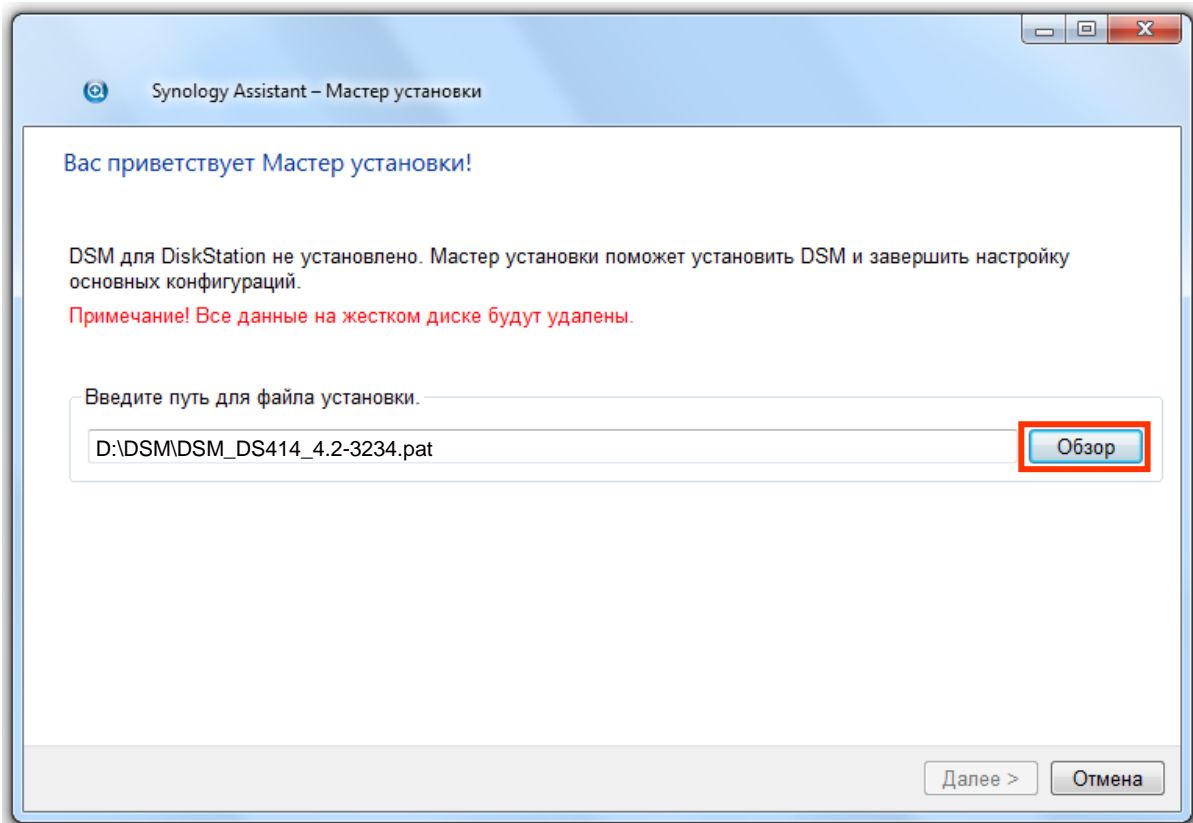 Synology Assistant – Мастер установки
Вас приветствует Мастер установки!
DSM для DiskStation не установлено. Мастер установки поможет установить DSM и завершить настройку
основных конфигураций.
Примечание! Все данные на жестком диске будут удалены.
Введите путь для файла установки.
D:\DSM\DSM_DS414_4.2-3234.pat
Обзор
Далее >
Отмена